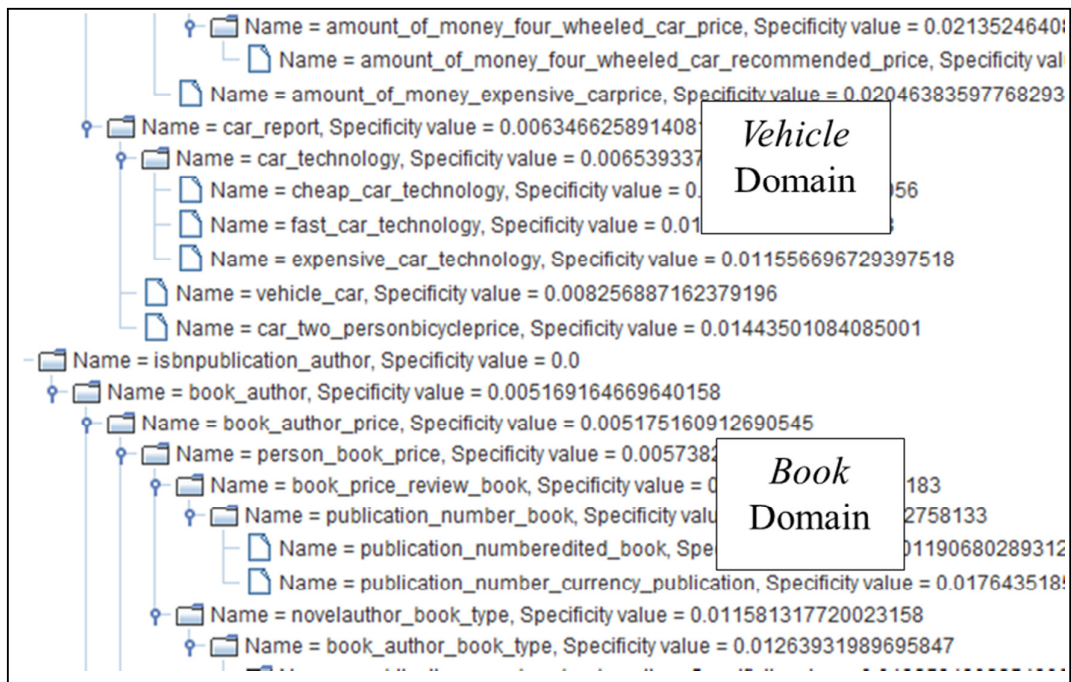 Name = amount_of_money_four_wheeled_car_price, Specificity value = 0.0213524640
Name = amount_of_money_four_wheeled_car_recommended_price, Specificity val
Name = amount_of_money_expensive_carprice, Specificity value = 0.02046383597768293
Name = car_report, Specificity value = 0.006346625891408
Name = car_technology, Specificity value = 0.006539337
Name = cheap_car_technology, Specificity value = 0. 056
Name = fast_car_technology, Specificity value = 0.01
Name = expensive_car_technology, Specificity value = 0.011556696729397518
Vehicle
Domain
Name = vehicle_car, Specificity value = 0.008256887162379196
Name = car_two_personbicycleprice, Specificity value = 0.01443501084085001
Name = isbnpublication_author, Specificity value = 0.0
Name = book_author, Specificity value = 0.005169164669640158
Name = book_author_price, Specificity value = 0.005175160912690545
Name = person_book_price, Specificity value = 0.0057382
Name = book_price_review_book, Specificity value = 0 183
Name = publication_number_book, Specificity valu 2758133
Name = publication_numberedited_book, Spe 01190680289312
Name = publication_number_currency_publication, Specificity value = 0.0176435185
Book
Domain
Name = novelauthor_book_type, Specificity value = 0.011581317720023158
Name = book_author_book_type, Specificity value = 0.01263931989695847